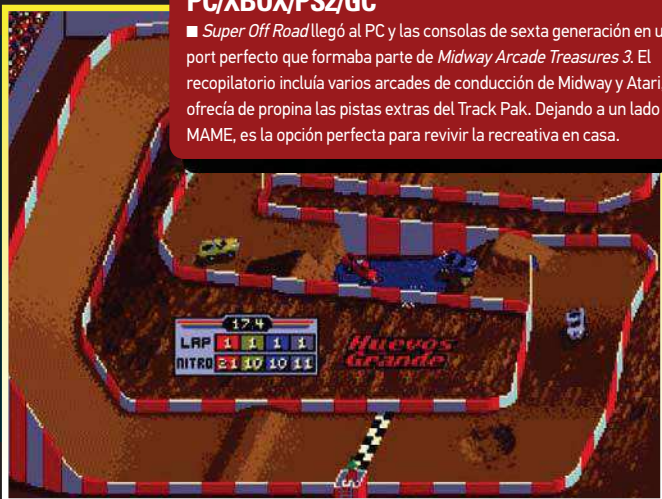 PC/XBOX/PS2/GC
■ Super Off Road llegó al PC y las consolas de sexta generación en u
port perfecto que formaba parte de Midway Arcade Treasures 3. El
recopilatorio incluía varios arcades de conducción de Midway y Atari
ofrecía de propina las pistas extras del Track Pak. Dejando a un lado
MAME, es la opción perfecta para revivir la recreativa en casa.
17.4
LAP 1 1 1 1
NITRO 21 10 10 11
Huevos
Grande